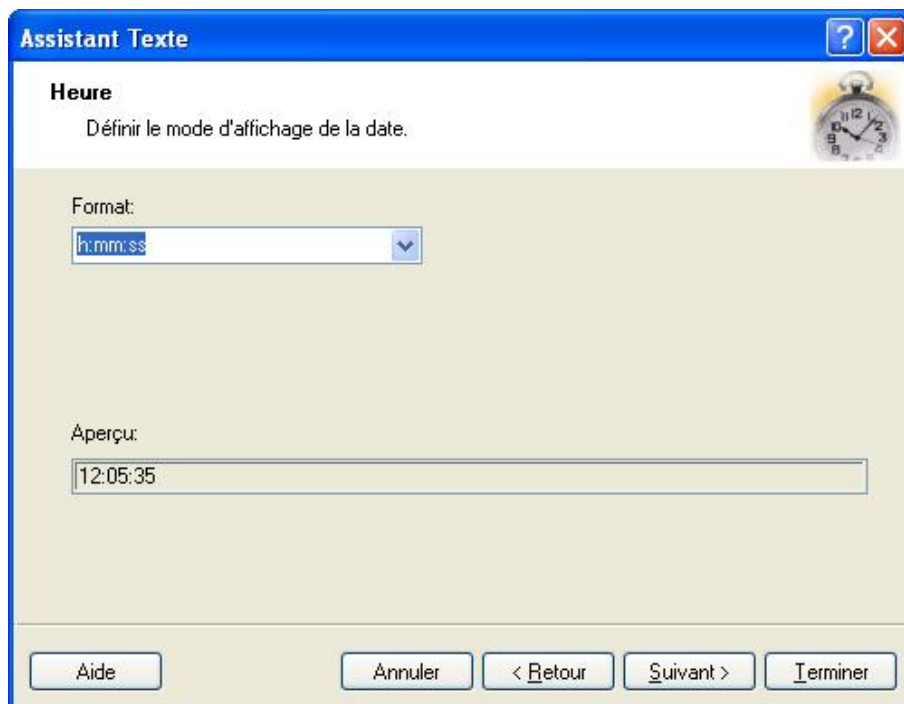 Assistant Texte
Heure
Définir le mode d'affichage de la date.
Format:
h:mm:ss
Aperçu:
12:05:35
Aide Annuler < Retour Suivant > Terminer